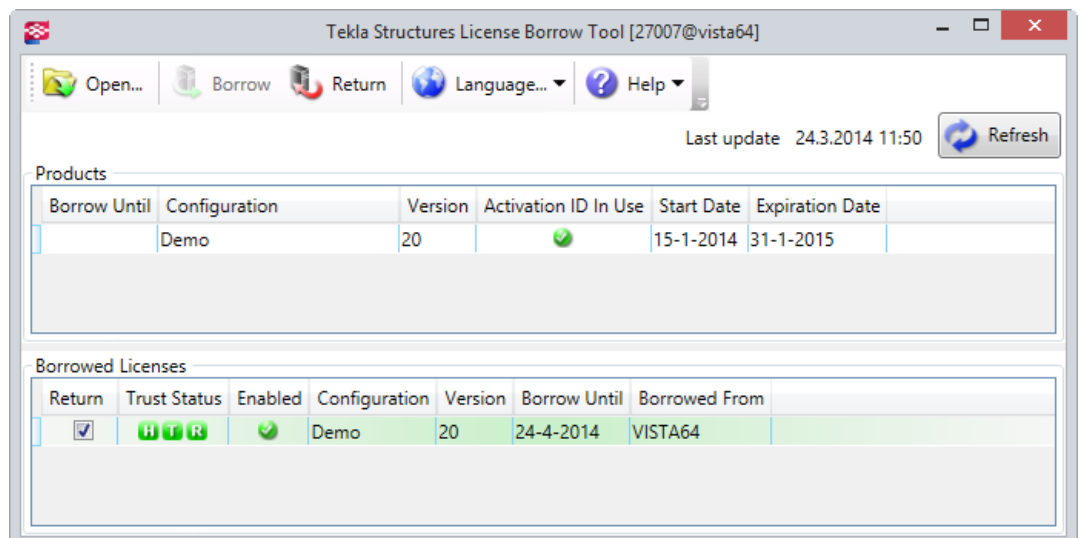 Tekla Structures License Borrow Tool [27007@vista64]
Open... Borrow Return Language... Help
Last update 24.3.2014 11:50 Refresh
Products
Borrow Until Configuration Version Activation ID In Use Start Date Expiration Date
Demo 20 15-1-2014 31-1-2015
Borrowed Licenses
Return Trust Status Enabled Configuration Version Borrow Until Borrowed From
H T R Demo 20 24-4-2014 VISTA64